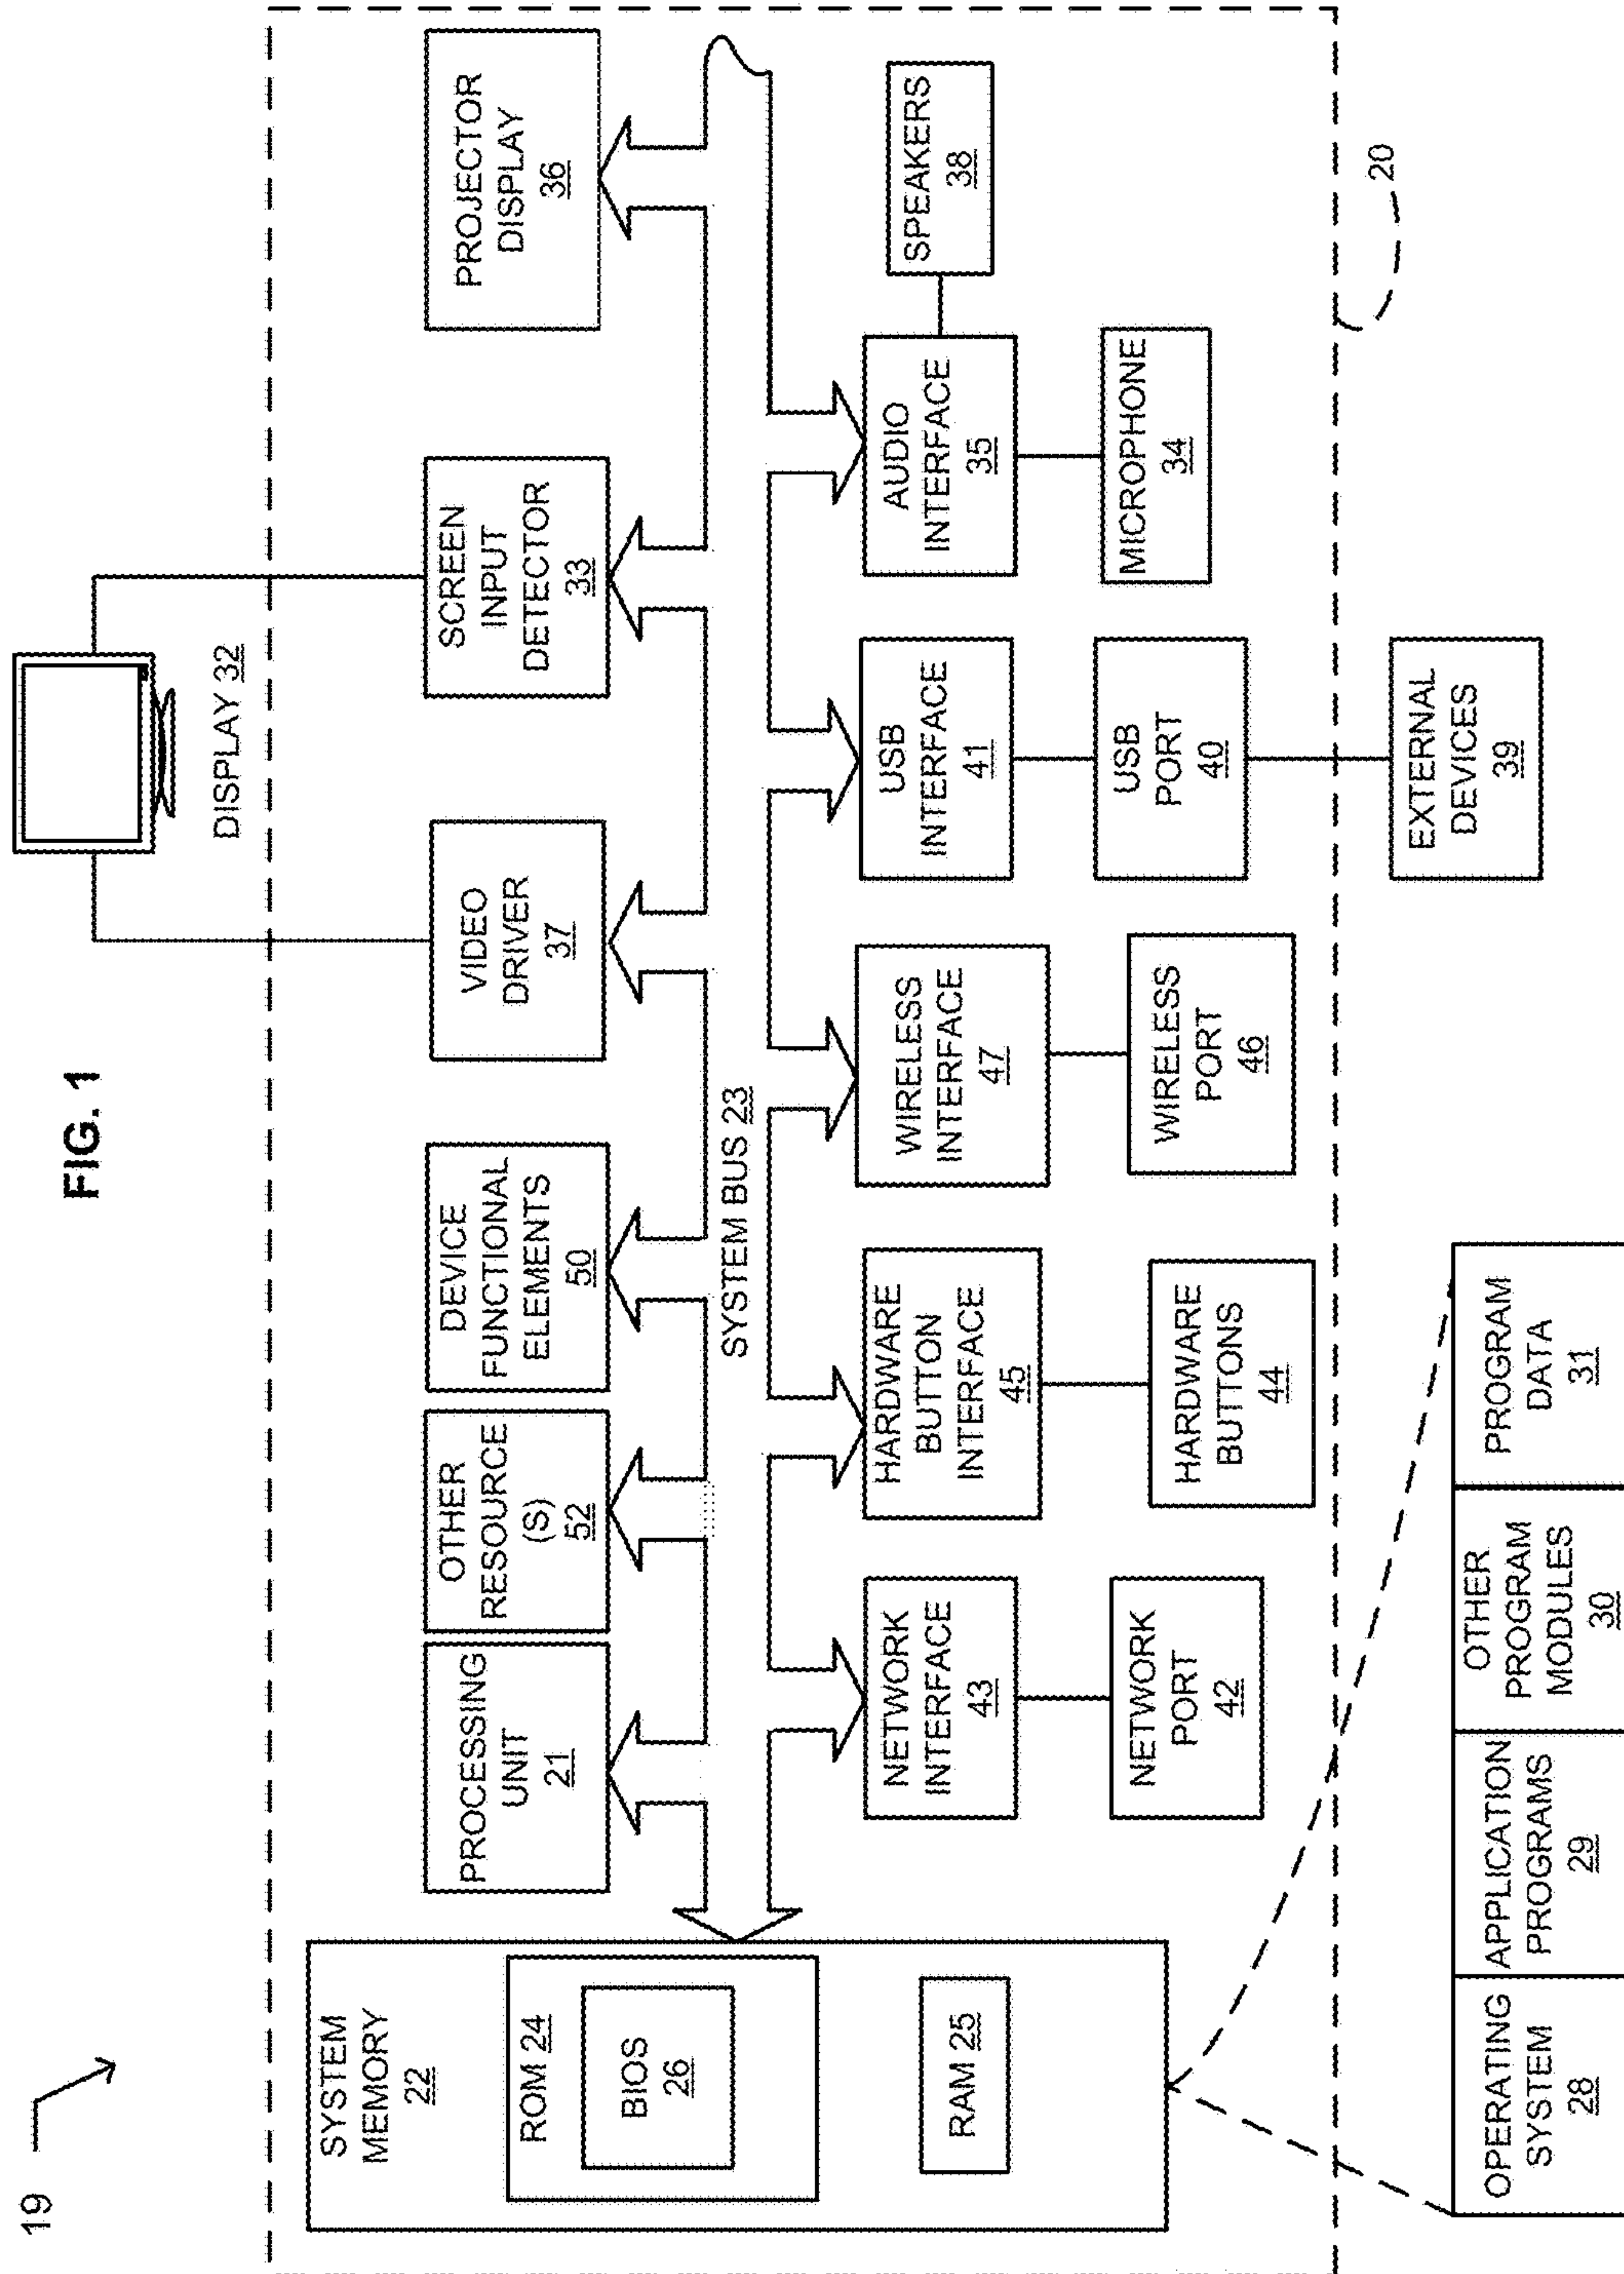 19
FIG. 1
DISPLAY 32
SYSTEM
MEMORY
22
ROM 24
BIOS
26
RAM 25
PROCESSING
UNIT
21
OTHER
RESOURCE
(S)
52
DEVICE
FUNCTIONAL
ELEMENTS
50
VIDEO
DRIVER
37
SCREEN
INPUT
DETECTOR
33
PROJECTOR
DISPLAY
36
SYSTEM BUS 23
NETWORK
INTERFACE
43
HARDWARE
BUTTON
INTERFACE
45
WIRELESS
INTERFACE
47
USB
INTERFACE
41
AUDIO
INTERFACE
35
SPEAKERS
38
NETWORK
PORT
42
HARDWARE
BUTTONS
44
WIRELESS
PORT
46
USB
PORT
40
MICROPHONE
34
20
OPERATING
SYSTEM
28
APPLICATION
PROGRAMS
29
OTHER
PROGRAM
MODULES
30
PROGRAM
DATA
31
EXTERNAL
DEVICES
39